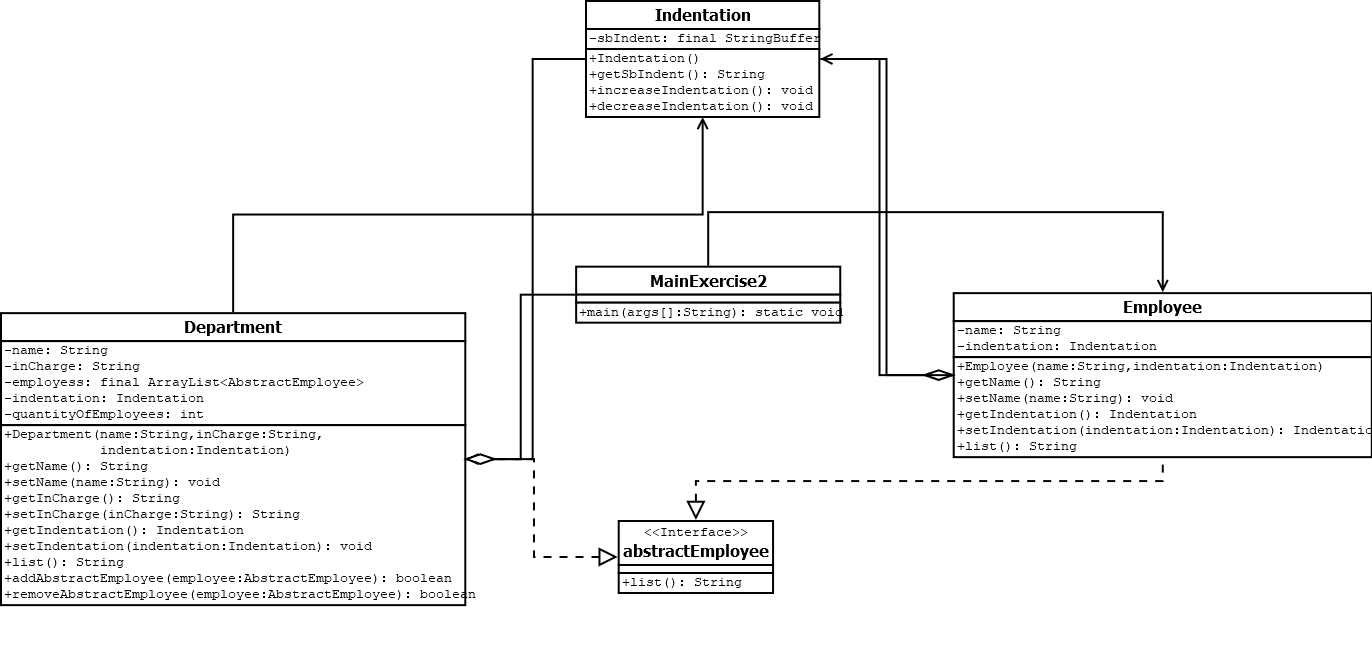 Indentation
-sbIndent: final StringBuffer
+Indentation()
+getSbIndent(): String
+increaseIndentation(): void
+decreaseIndentation(): void
MainExercise2
+main(args[]:String): static void
Department
-name: String
-inCharge: String
-employess: final ArrayList<AbstractEmployee>
-indentation: Indentation
-quantityOfEmployees: int
+Department(name:String,inCharge:String,
indentation:Indentation)
+getName(): String
+setName(name:String): void
+getInCharge(): String
+setInCharge(inCharge:String): String
+getIndentation(): Indentation
+setIndentation(indentation:Indentation): void
+list(): String
+addAbstractEmployee(employee:AbstractEmployee): boolean
+removeAbstractEmployee(employee:AbstractEmployee): boolean
Employee
-name: String
-indentation: Indentation
+Employee(name:String,indentation:Indentation)
+getName(): String
+setName(name:String): void
+getIndentation(): Indentation
+setIndentation(indentation:Indentation): Indentatio
+list(): String
<<Interface>>
abstractEmployee
+list(): String